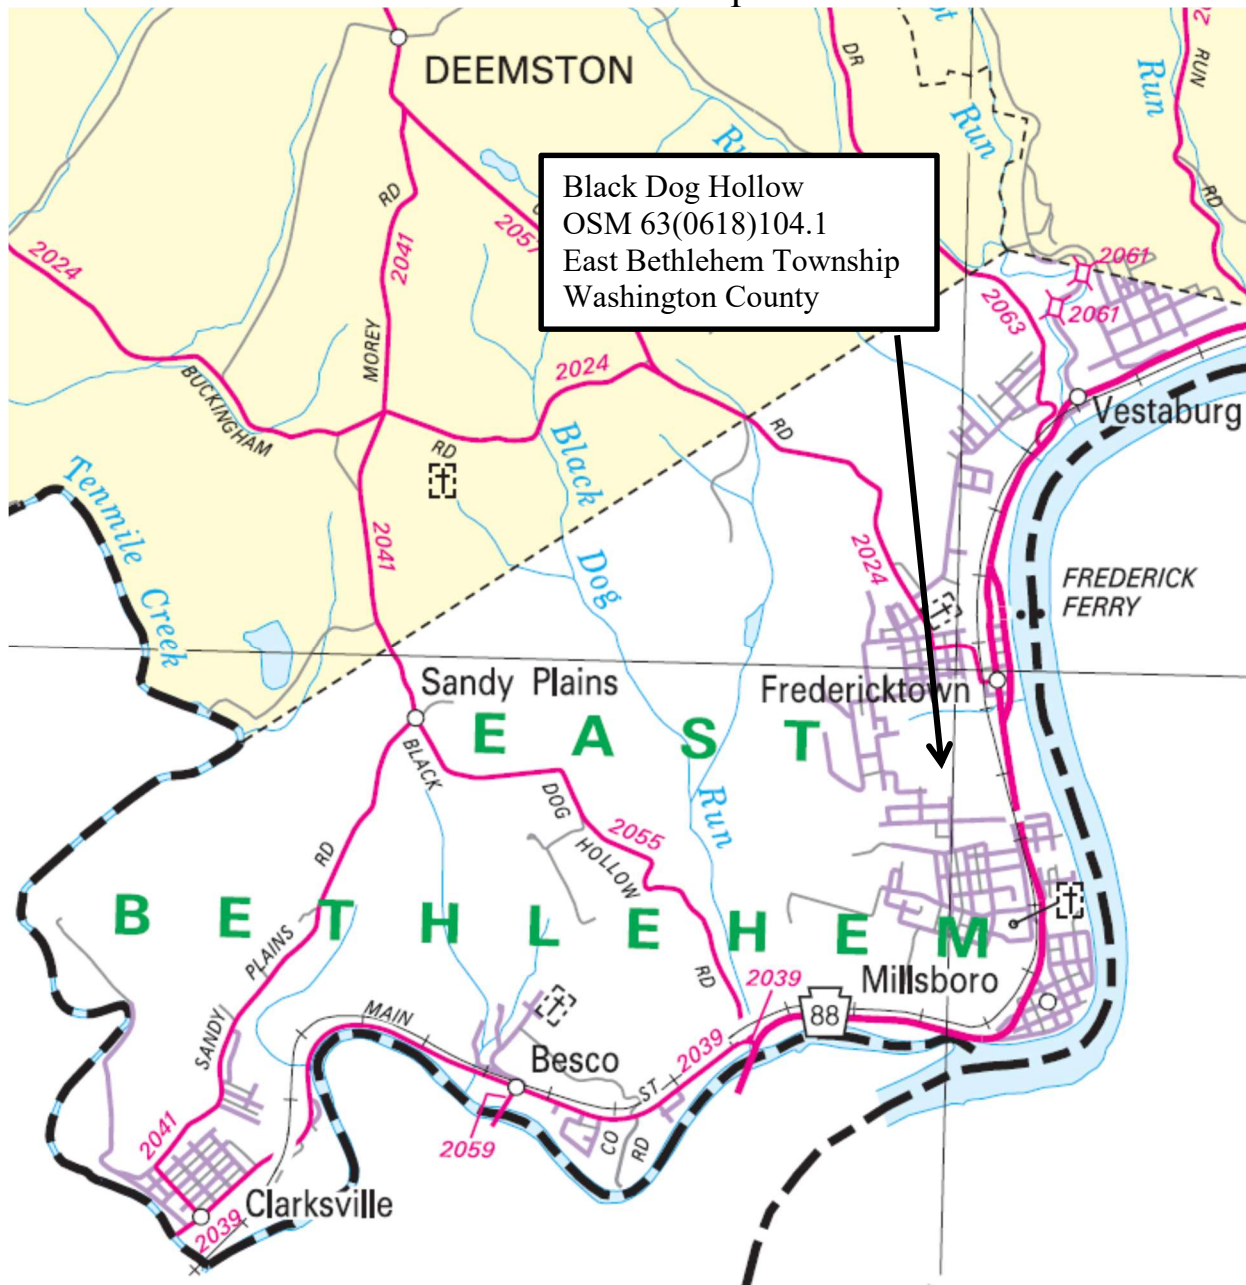 DEEMSTON
DR
Run
Run
RUN
RD
Black Dog Hollow
OSM 63(0618)104.1
East Bethlehem Township
Washington County
RD
2041
2057
2024
2061
2061
2063
MOREY
2024
BUCKINGHAM
RD
RD
Vestaburg
Tenmile
Creek
Black
Dog
Run
2041
2024
FREDERICK
FERRY
Sandy Plains
Fredericktown
EAST
BLACK
DOG
HOLLOW
2055
RD
RD
BETHLEHEM
PLAINS
SANDY
MAIN
Millsboro
2039
88
Besco
2039
ST
CO
RD
2059
2041
Clarksville
2039